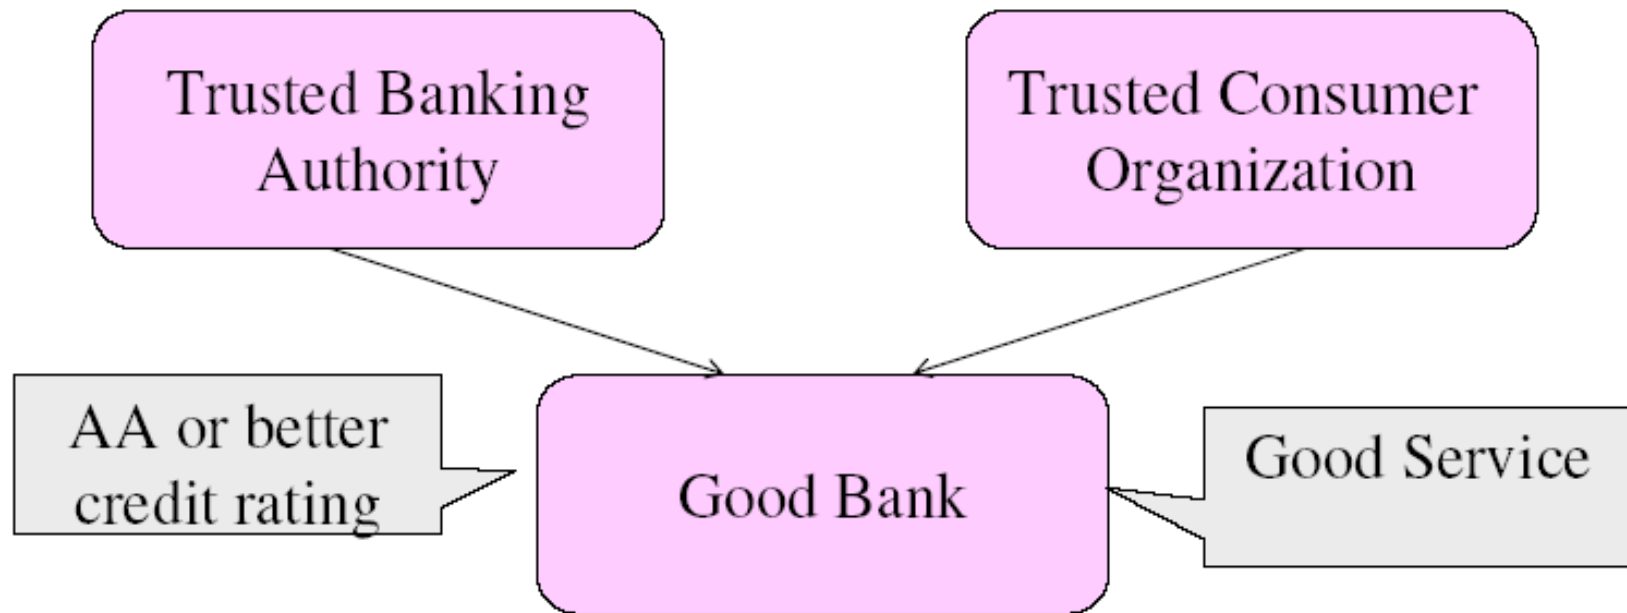 Trusted Banking
Authority
Trusted Consumer
Organization
AA or better
credit rating
Good Bank
Good Service